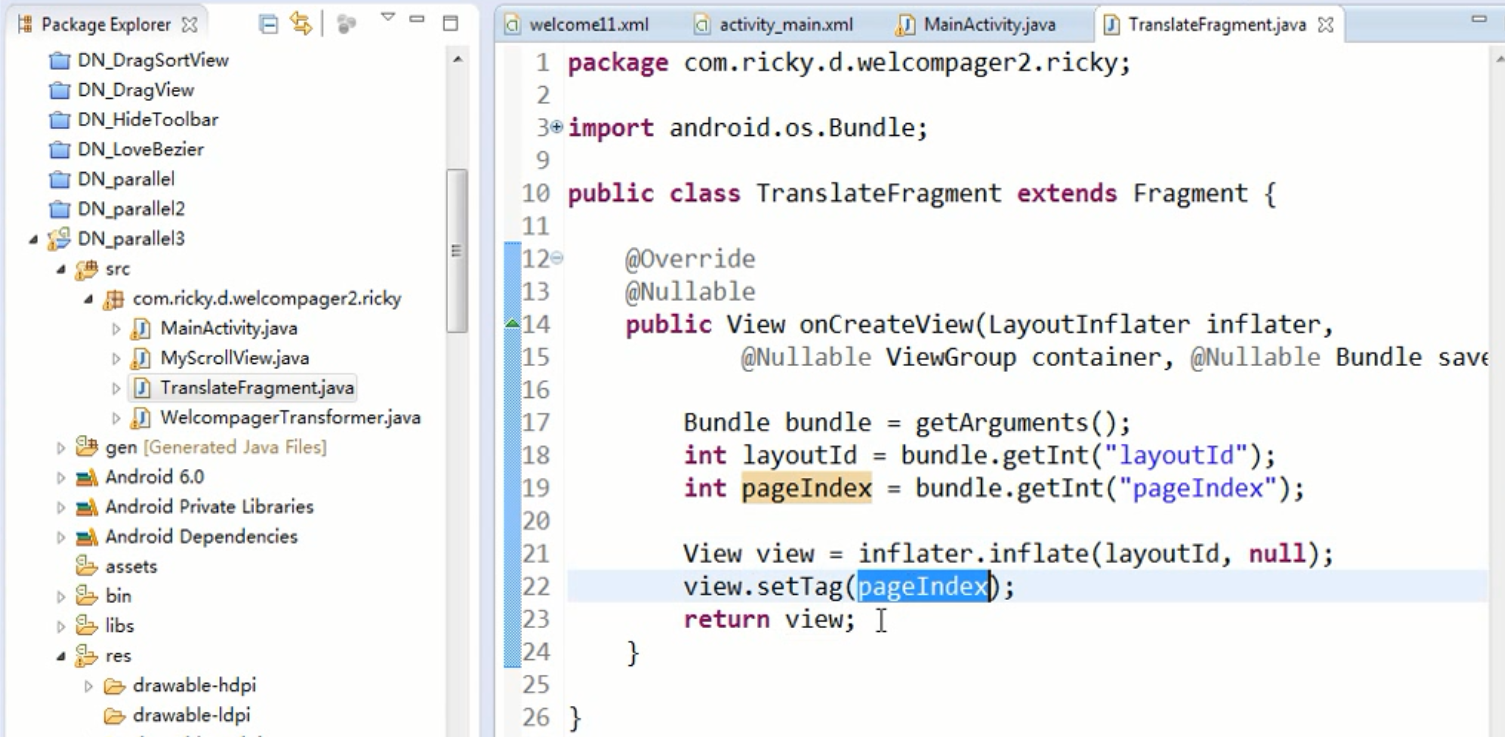 Package Explorer
DN_DragSortView
DN_DragView
DN_HideToolbar
DN_LoveBezier
DN_parallel
DN_parallel2
DN_parallel3
src
com.ricky.d.welcompager2.ricky
MainActivity.java
MyScrollView.java
TranslateFragment.java
WelcompagerTransformer.java
gen [Generated Java Files]
Android 6.0
Android Private Libraries
Android Dependencies
assets
bin
libs
res
drawable-hdpi
drawable-ldpi
welcome11.xml activity_main.xml MainActivity.java TranslateFragment.java
1 package com.ricky.d.welcompager2.ricky;
2
3 import android.os.Bundle;
9
10 public class TranslateFragment extends Fragment {
11
12 @Override
13 @Nullable
14 public View onCreateView(LayoutInflater inflater,
15 @Nullable ViewGroup container, @Nullable Bundle save
16
17 Bundle bundle = getArguments();
18 int layoutId = bundle.getInt("layoutId");
19 int pageIndex = bundle.getInt("pageIndex");
20
21 View view = inflater.inflate(layoutId, null);
22 view.setTag(pageIndex);
23 return view;
24 }
25
26 }